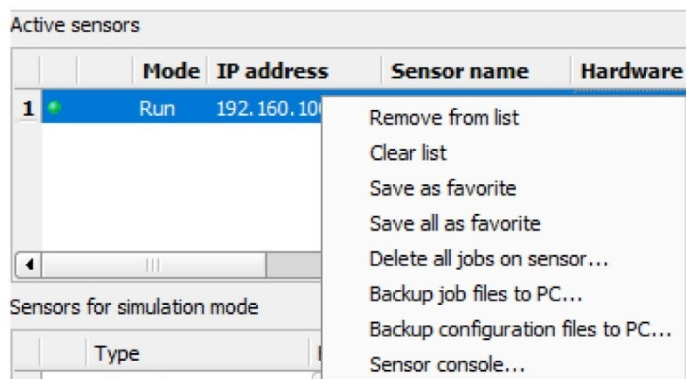 Active sensors
Mode IP address Sensor name Hardware
1 Run 192.160.100
Remove from list
Clear list
Save as favorite
Save all as favorite
Delete all jobs on sensor...
Backup job files to PC...
Backup configuration files to PC...
Sensor console...
Sensors for simulation mode
Type